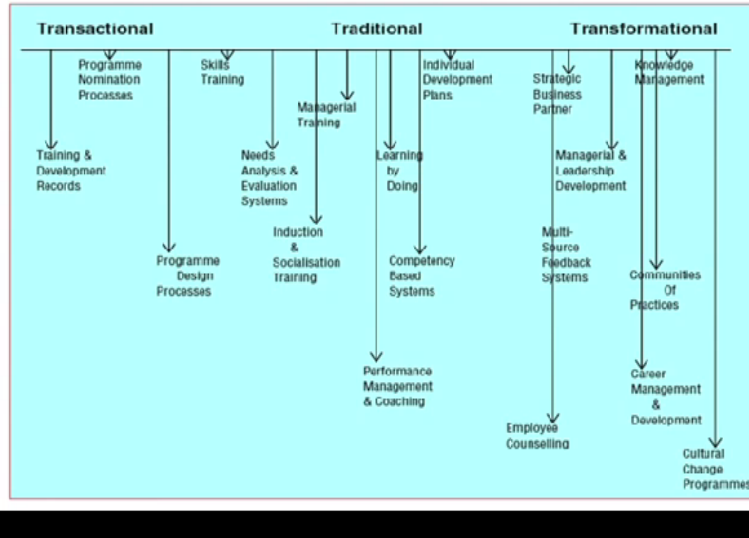 Transactional
Traditional
Transformational
Programme
Nomination
Processes
Skills
Training
Individual
Development
Plans
Strategic
Business
Partner
Knowledge
Management
Managerial
Training
Training &
Development
Records
Needs
Analysis &
Evaluation
Systems
Learning
by
Doing
Managerial &
Leadership
Development
Induction
&
Socialisation
Training
Multi-
Source
Feedback
Systems
Programme
Design
Processes
Competency
Based
Systems
Communities
Of
Practices
Performance
Management
& Coaching
Career
Management
&
Development
Employee
Counselling
Cultural
Change
Programmes